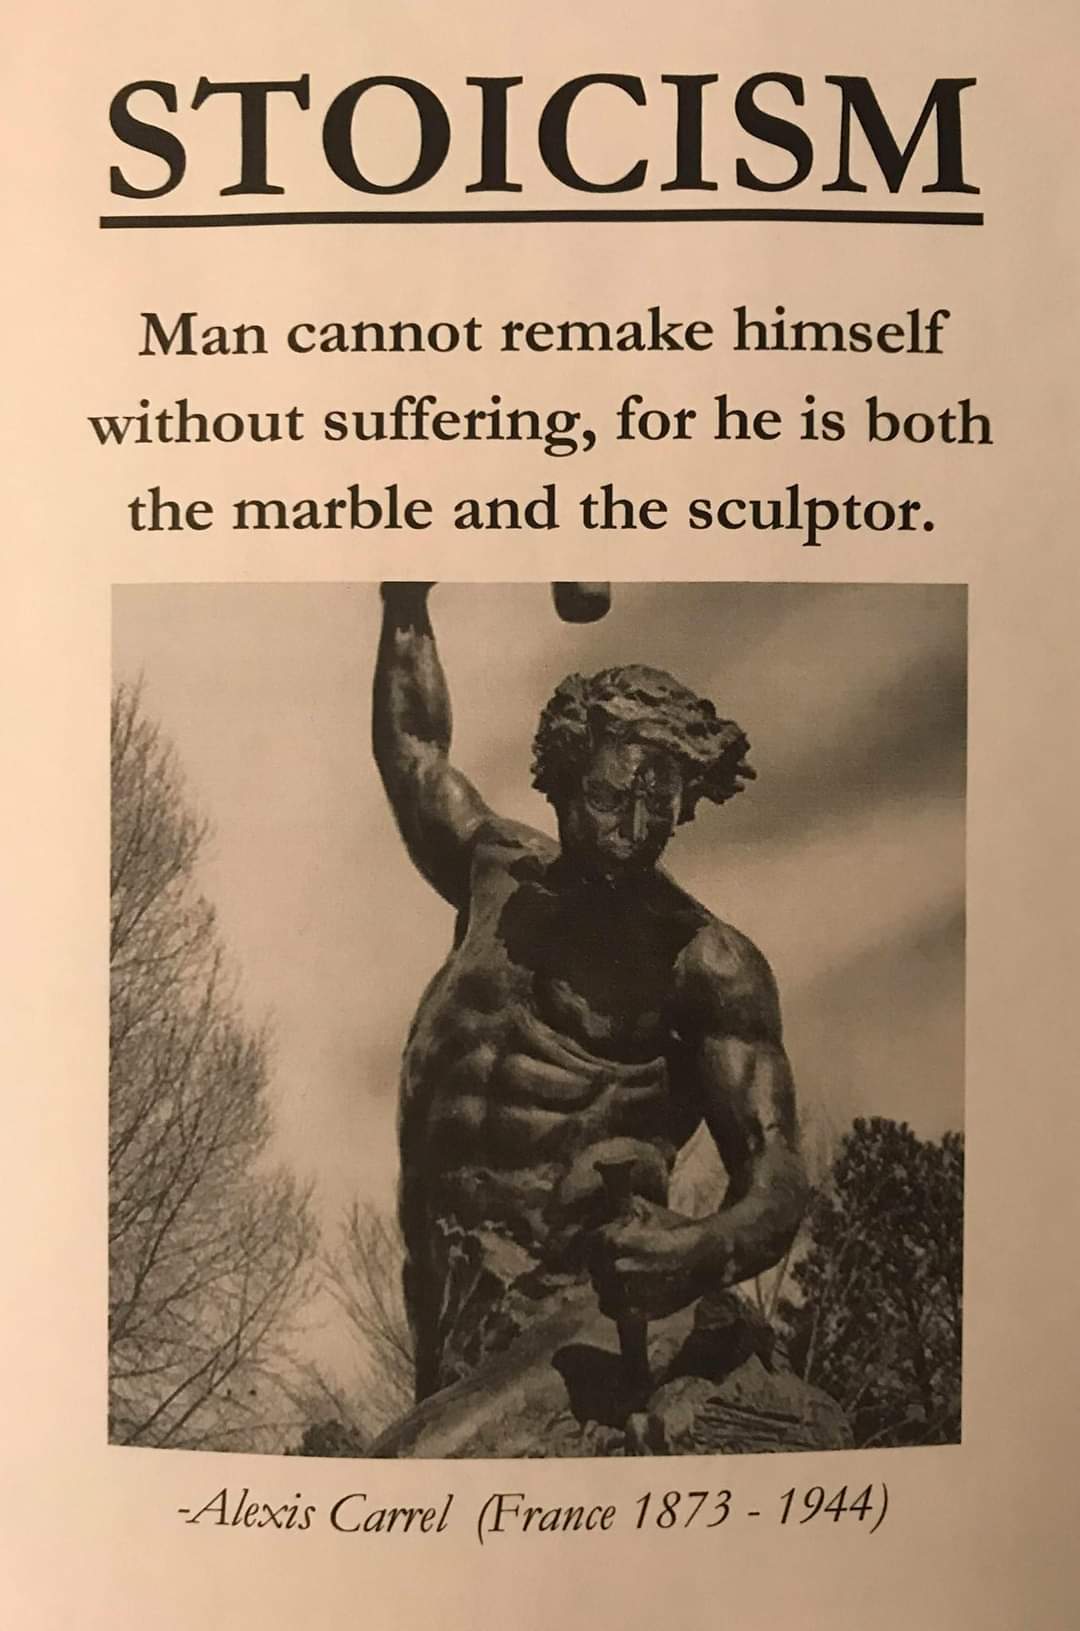 STOICISM
Man cannot remake himself
without suffering, for he is both
the marble and the sculptor.
-Alexis Carrel (France 1873 - 1944)